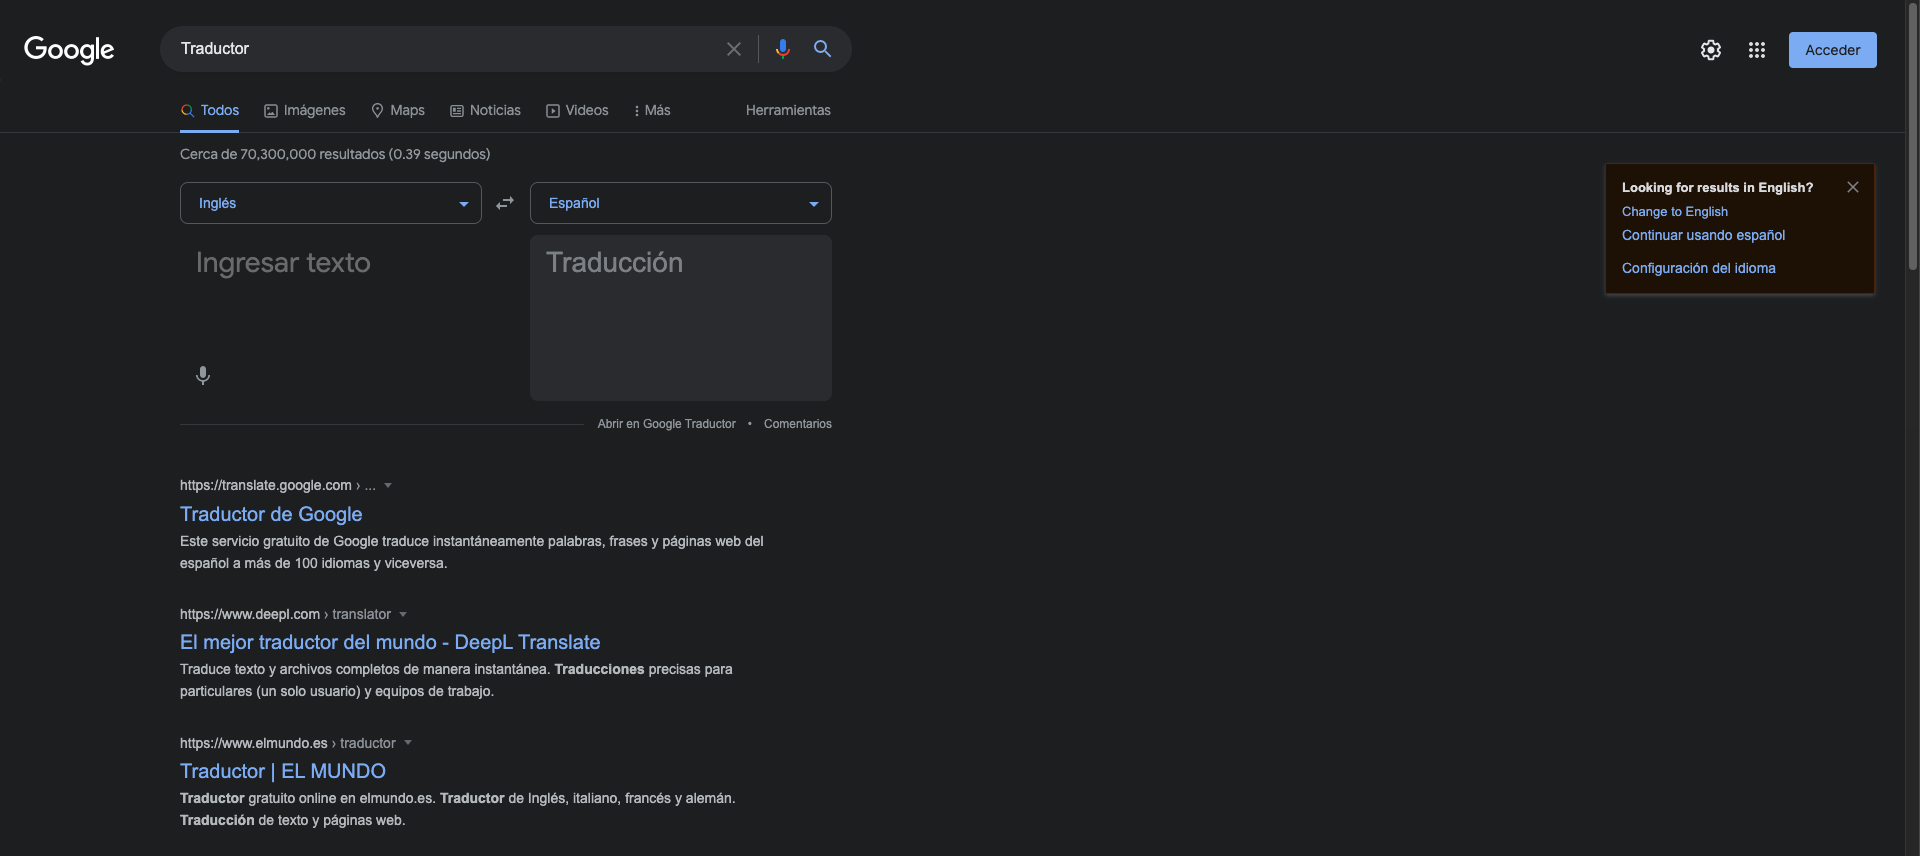 Google
Traductor
Acceder
Todos
Imágenes
Maps
Noticias
Videos
Más
Herramientas
Cerca de 70,300,000 resultados (0.39 segundos)
Inglés
Español
Ingresar texto
Traducción
Abrir en Google Traductor • Comentarios
https://translate.google.com › ...
Traductor de Google
Este servicio gratuito de Google traduce instantáneamente palabras, frases y páginas web del
español a más de 100 idiomas y viceversa.
https://www.deepl.com › translator
El mejor traductor del mundo - DeepL Translate
Traduce texto y archivos completos de manera instantánea. Traducciones precisas para
particulares (un solo usuario) y equipos de trabajo.
https://www.elmundo.es › traductor
Traductor | EL MUNDO
Traductor gratuito online en elmundo.es. Traductor de Inglés, italiano, francés y alemán.
Traducción de texto y páginas web.
Looking for results in English?
Change to English
Continuar usando español
Configuración del idioma